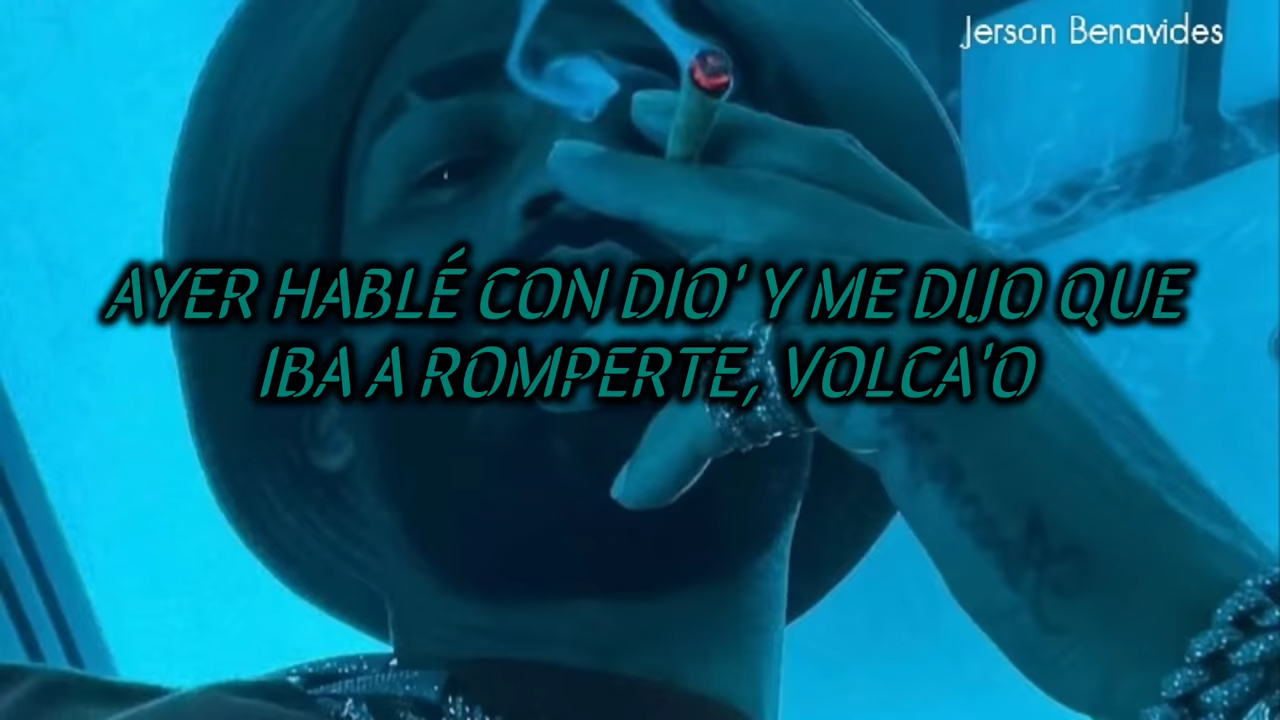 Jerson Benavides
AYER HABLÉ CON DIO' Y ME DIJO QUE
IBA A ROMPERTE, VOLCA'O